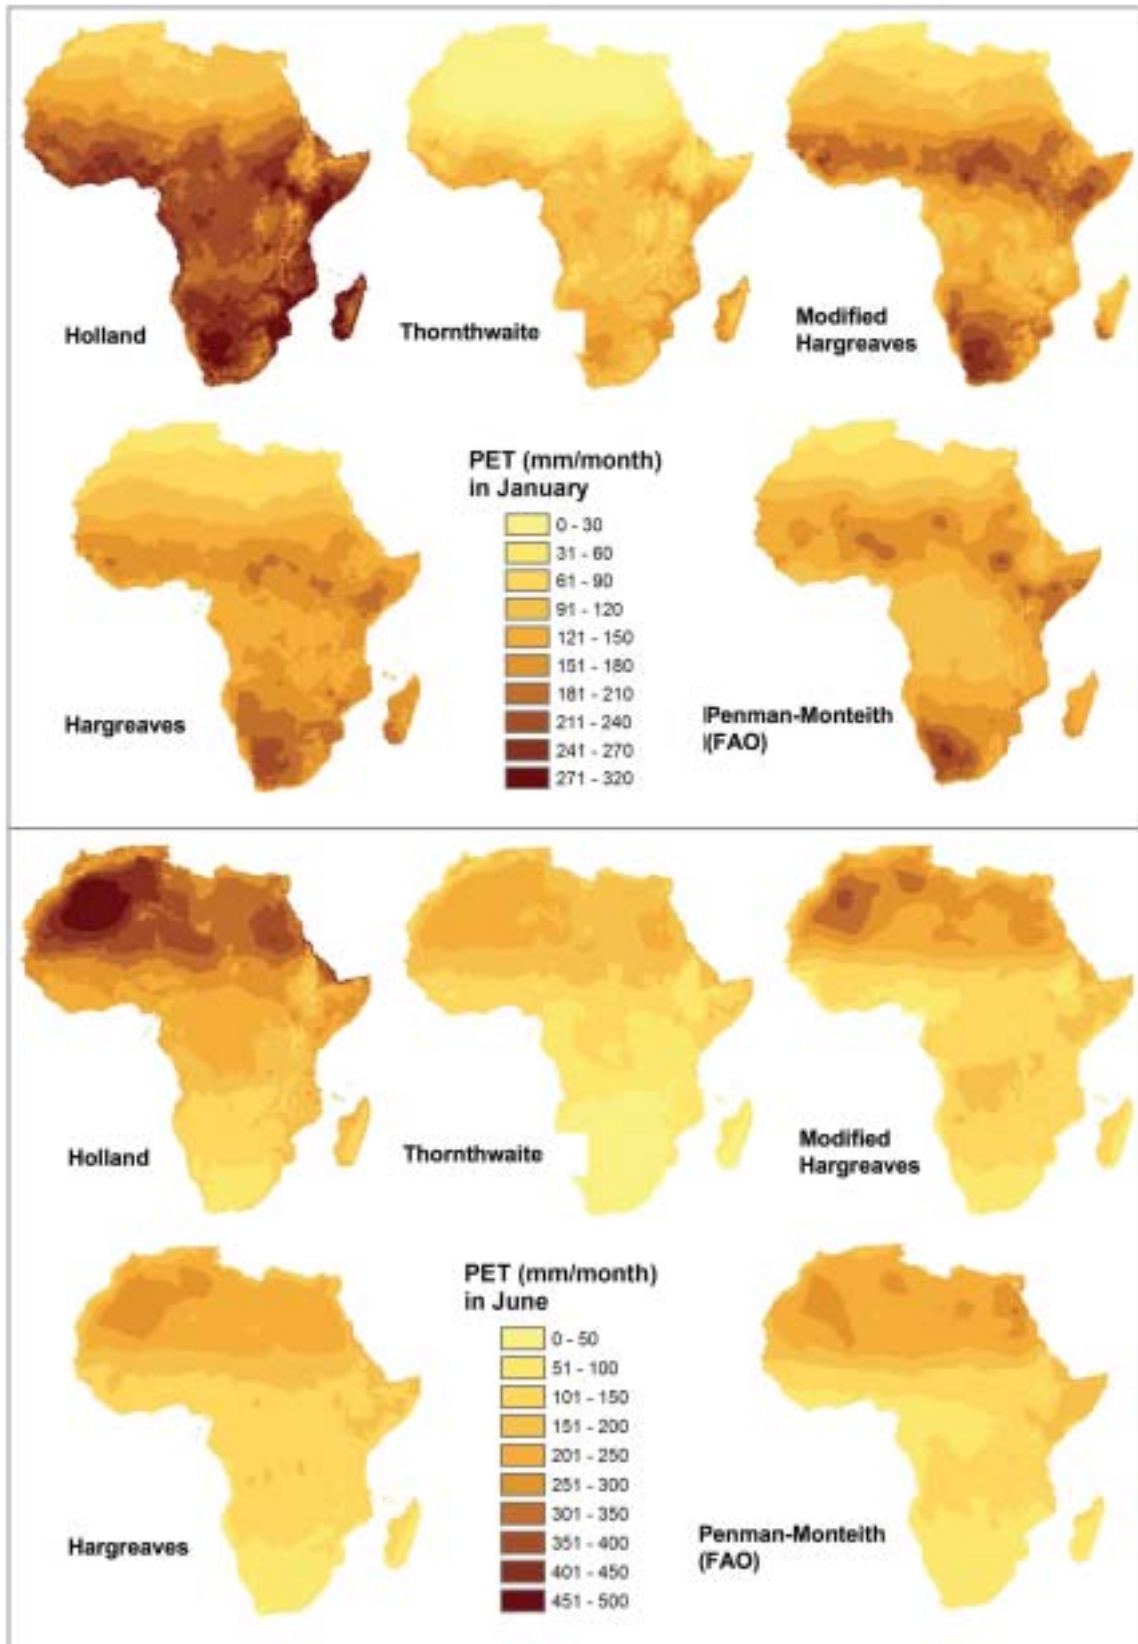 Holland
Thornthwaite
Modified
Hargreaves
PET (mm/month)
in January
0 - 30
31 - 60
61 - 90
91 - 120
121 - 150
151 - 180
181 - 210
211 - 240
241 - 270
271 - 320
Hargreaves
Penman-Monteith
(FAO)
Holland
Thornthwaite
Modified
Hargreaves
PET (mm/month)
in June
0 - 50
51 - 100
101 - 150
151 - 200
201 - 250
251 - 300
301 - 350
351 - 400
401 - 450
451 - 500
Hargreaves
Penman-Monteith
(FAO)